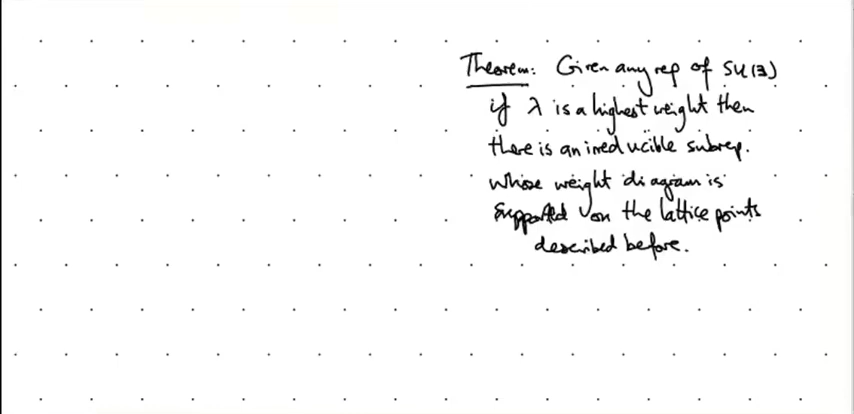 Theorem: Given any rep of SU(3)
if λ is a highest weight then
there is an irreducible subrep.
whose weight diagram is
supported on the lattice points
described before.